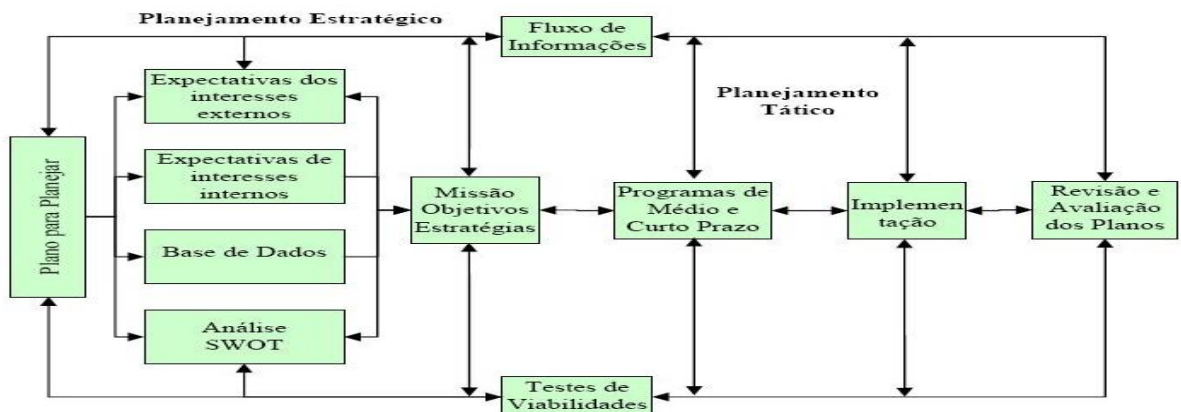 Planejamento Estratégico
Fluxo de
Informações
Expectativas dos
interesses
externos
Planejamento
Tático
Plano para Planejar
Expectativas de
interesses
internos
Missão
Objetivos
Estratégias
Programas de
Médio e
Curto Prazo
Implemen
tação
Revisão e
Avaliação
dos Planos
Base de Dados
Análise
SWOT
Testes de
Viabilidades